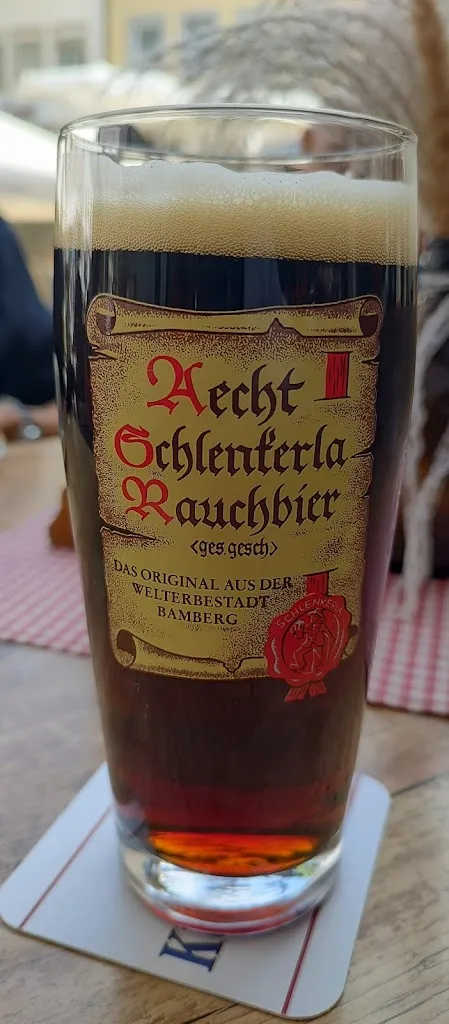 Aecht
Schlenkerla
Rauchbier
<ges.gesch.>
DAS ORIGINAL AUS DER
WELTERBESTADT
BAMBERG
SCHLENKERLA
K